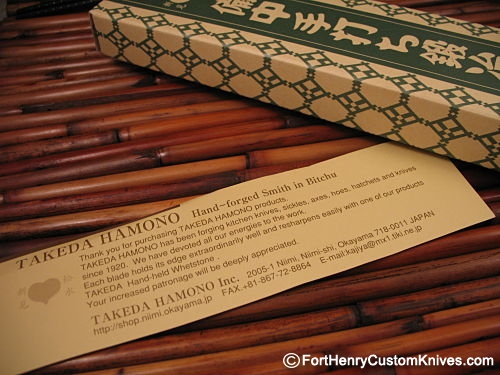 備中手打ち鍛冶
TAKEDA HAMONO Hand-forged Smith in Bitchu
Thank you for purchasing TAKEDA HAMONO products.
TAKEDA HAMONO has been forging kitchen knives, sickles, axes, hoes, hatchets and knives
since 1920. We have devoted all our energies to the work.
Each blade holds its edge extraordinarily well and resharpens easily with one of our products
TAKEDA Hand-held Whetstone.
Your increased patronage will be deeply appreciated.
TAKEDA HAMONO Inc. 2005-1 Niimi, Niimi-shi, Okayama 718-0011 JAPAN
http://shop.niimi.okayama.jp FAX.+81-867-72-8864 E-mail:kajiya@mx1.tiki.ne.jp
©FortHenryCustomKnives.com